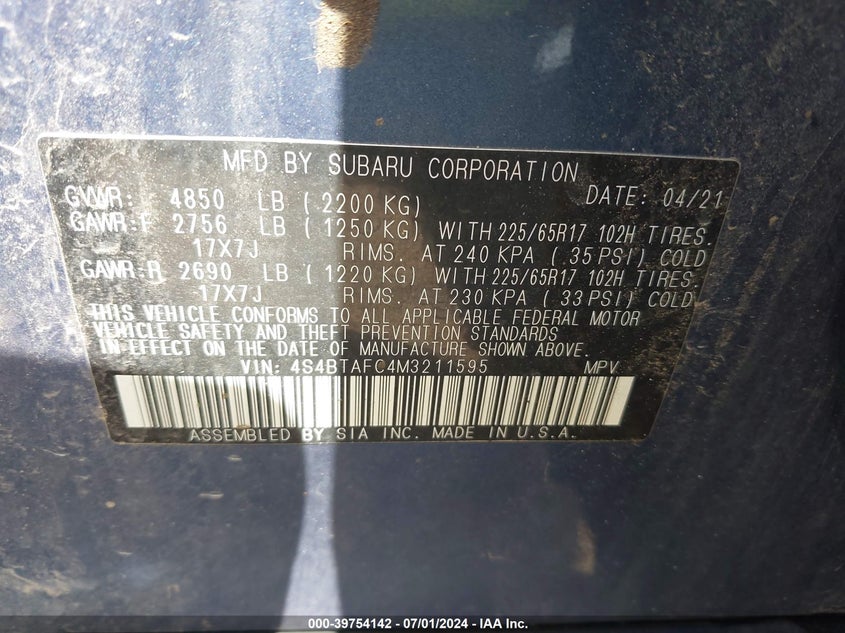 MFD BY SUBARU CORPORATION
GVWR: 4850 LB ( 2200 KG) DATE: 04/21
GAWR:F 2756 LB ( 1250 KG) WITH 225/65R17 102H TIRES.
17X7J RIMS. AT 240 KPA ( 35 PSI) COLD
GAWR:R 2690 LB ( 1220 KG) WITH 225/65R17 102H TIRES.
17X7J RIMS. AT 230 KPA ( 33 PSI) COLD
THIS VEHICLE CONFORMS TO ALL APPLICABLE FEDERAL MOTOR
VEHICLE SAFETY AND THEFT PREVENTION STANDARDS
IN EFFECT ON THE DATE OF MANUFACTURE SHOWN ABOVE.
VIN: 4S4BTAFC4M3211595 MPV
ASSEMBLED BY SIA INC. MADE IN U.S.A.
000-39754142 - 07/01/2024 - IAA Inc.